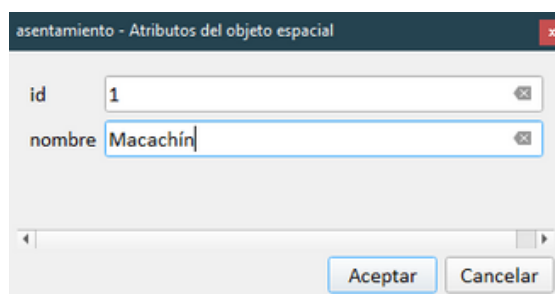 asentamiento - Atributos del objeto espacial
id 1
nombre Macachín
Aceptar Cancelar